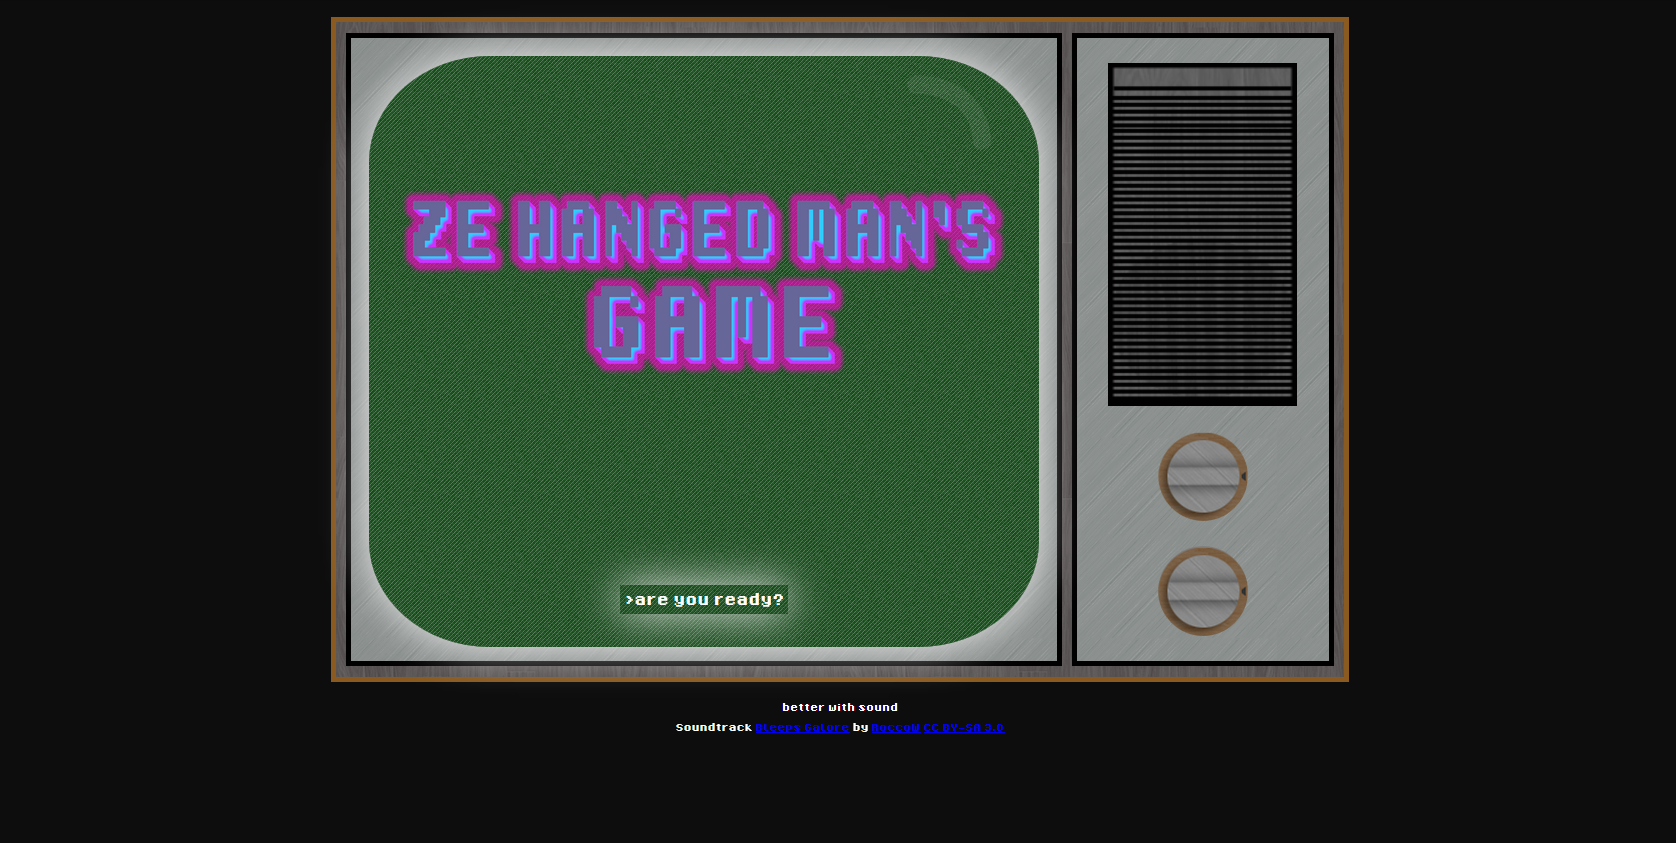 ZE HANGED MAN'S
GAME
>are you ready?
better with sound
Soundtrack Bleeps Galore by RoccoW CC BY-SA 3.0